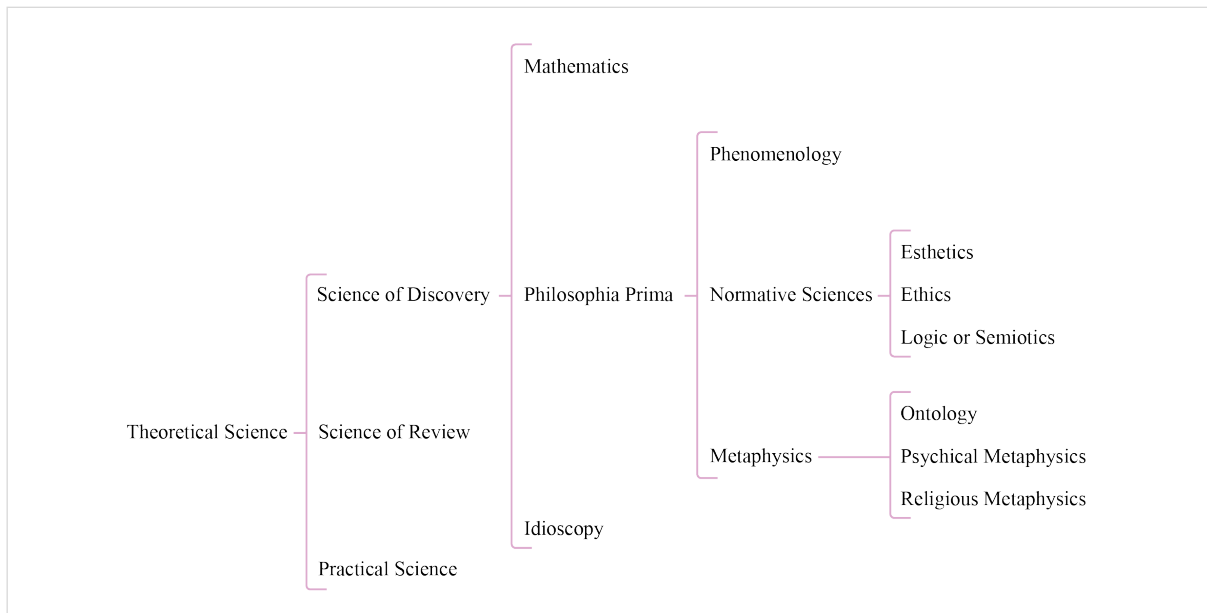 Mathematics
Phenomenology
Esthetics
Science of Discovery
Philosophia Prima
Normative Sciences
Ethics
Logic or Semiotics
Ontology
Theoretical Science
Science of Review
Metaphysics
Psychical Metaphysics
Religious Metaphysics
Idioscopy
Practical Science